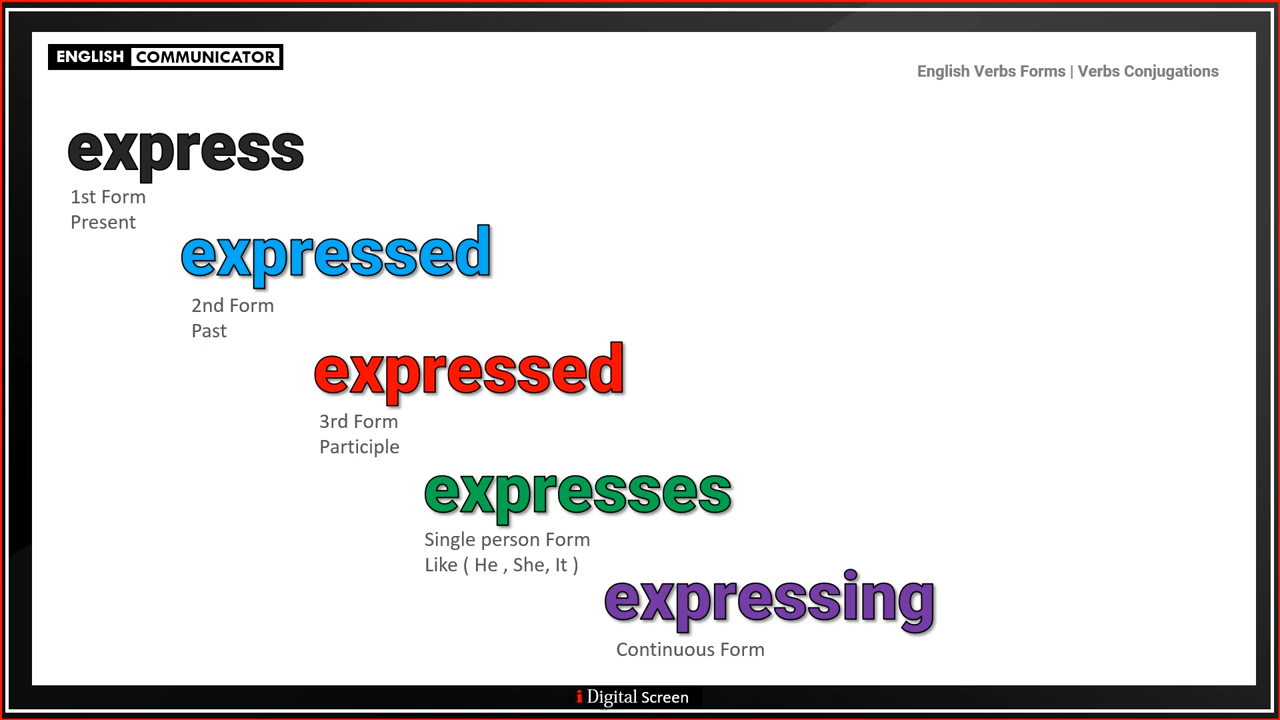 ENGLISH COMMUNICATOR
English Verbs Forms | Verbs Conjugations
express
1st Form
Present
expressed
2nd Form
Past
expressed
3rd Form
Participle
expresses
Single person Form
Like ( He , She, It )
expressing
Continuous Form
i Digital Screen